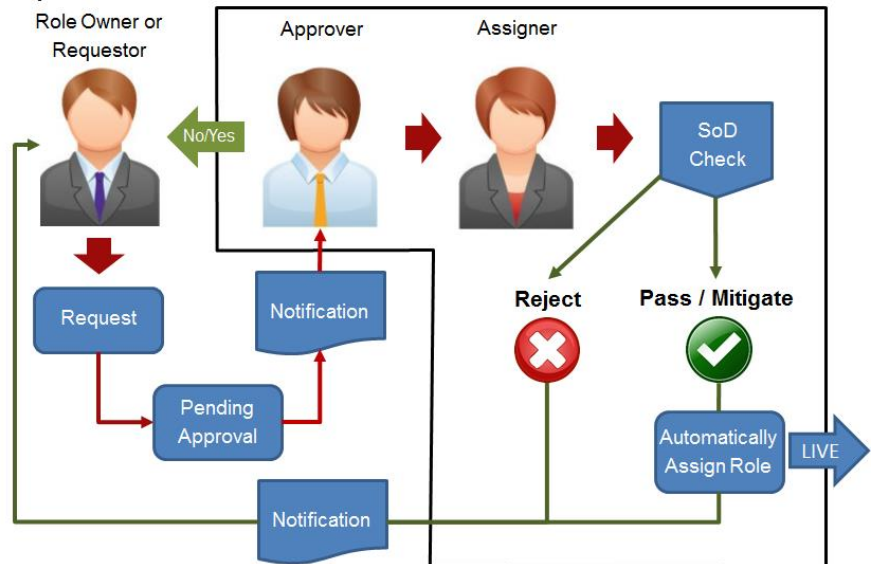 Role Owner or
Requestor
Approver
Assigner
No/Yes
SoD
Check
Request
Notification
Reject
Pass / Mitigate
Pending
Approval
Automatically
Assign Role
LIVE
Notification